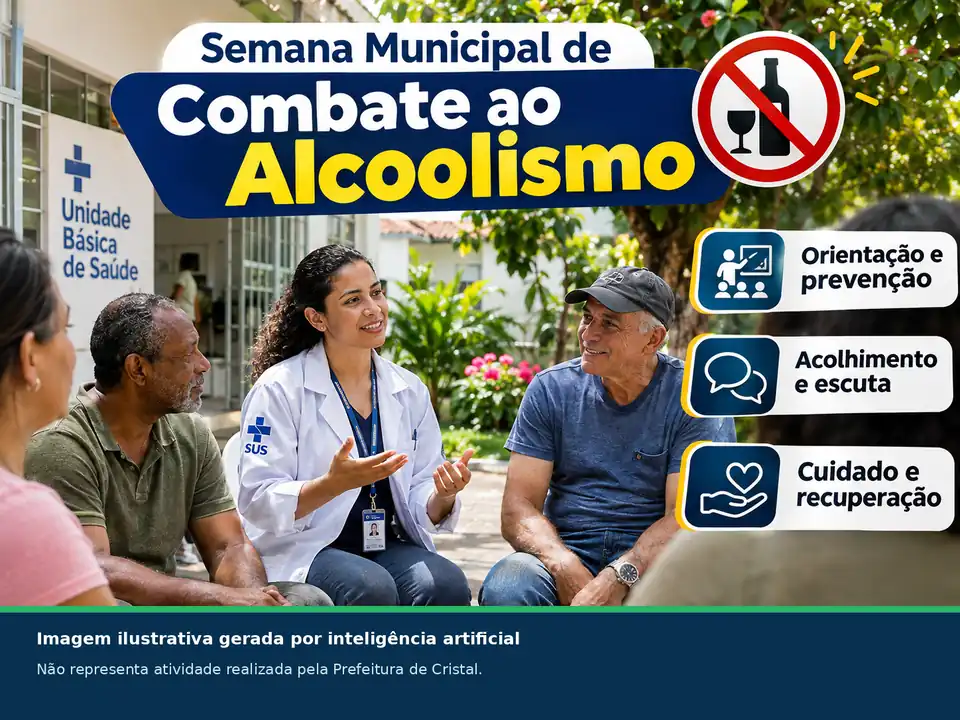 Semana Municipal de
Combate ao
Alcoolismo
Unidade
Básica
de Saúde
SUS
Orientação e
prevenção
Acolhimento
e escuta
Cuidado e
recuperação
Imagem ilustrativa gerada por inteligência artificial
Não representa atividade realizada pela Prefeitura de Cristal.